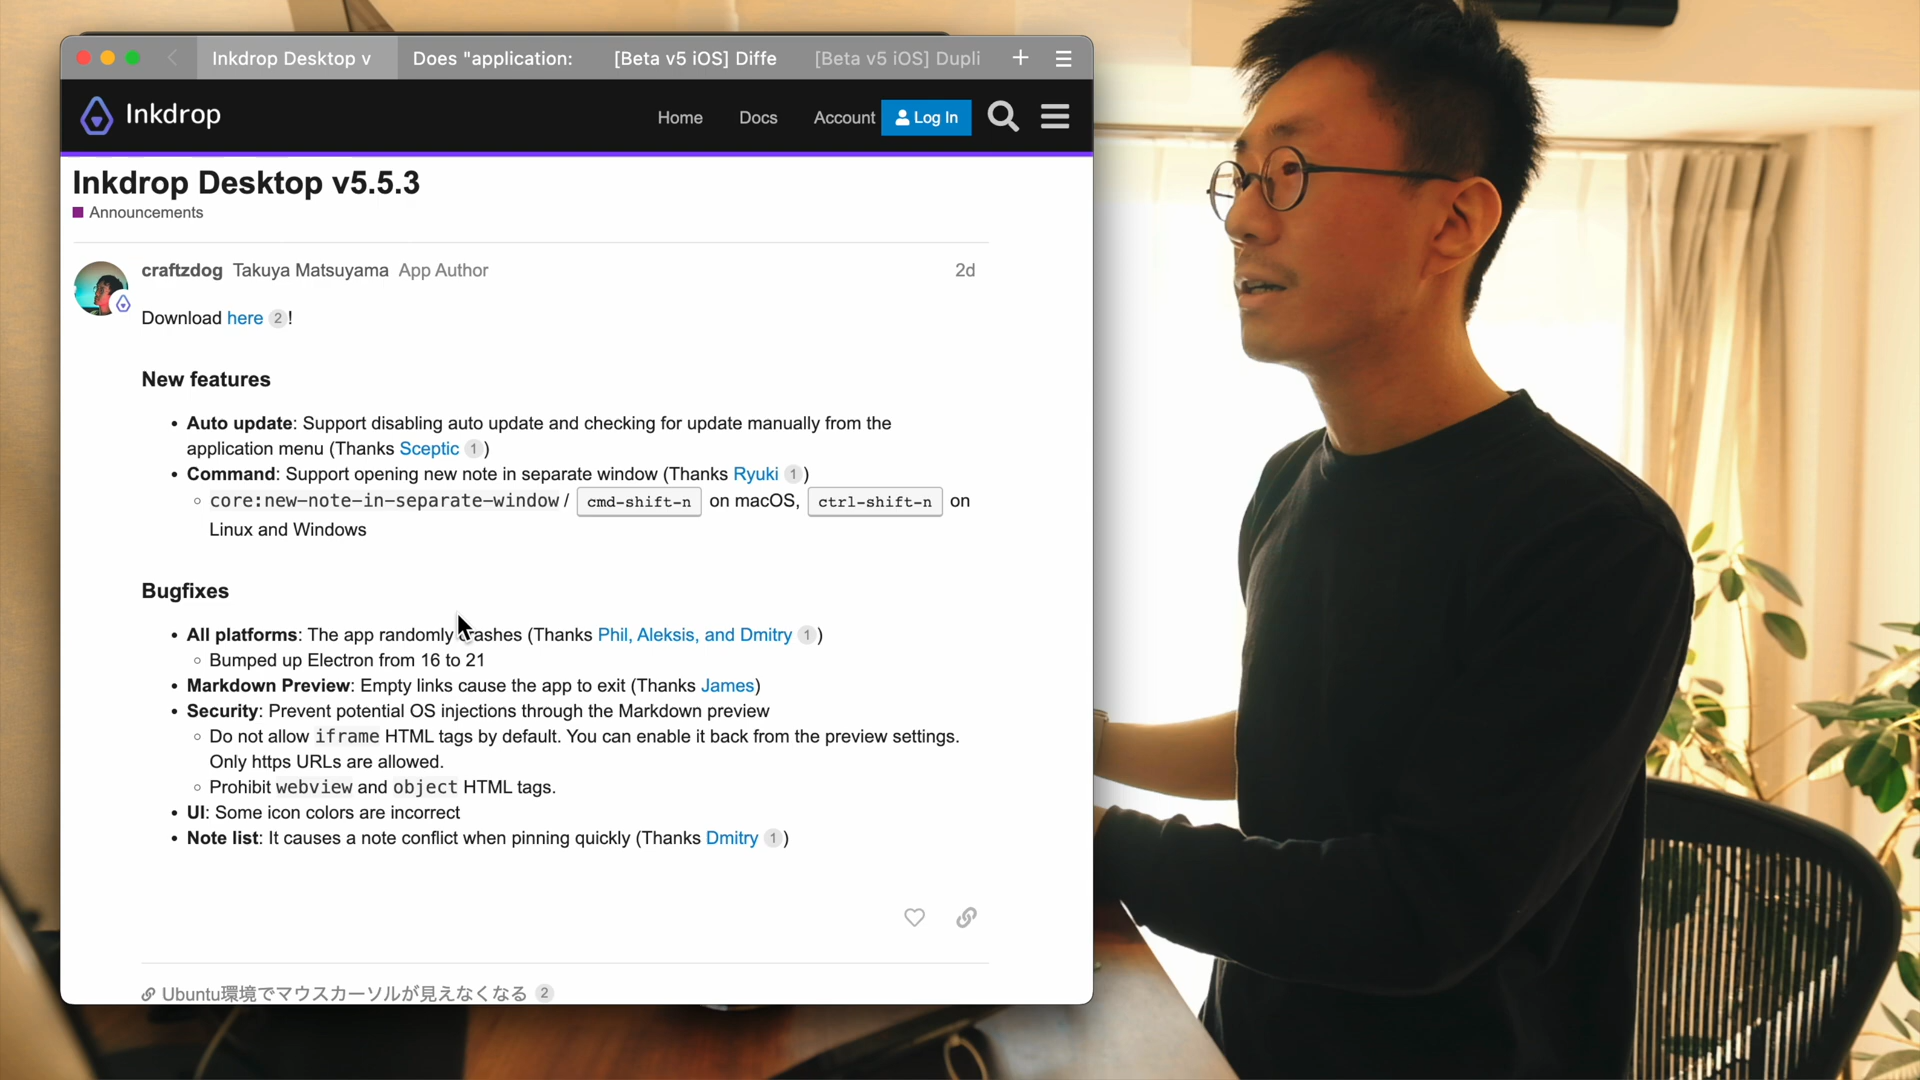 Inkdrop Desktop v
Does "application:
[Beta v5 iOS] Diffe
[Beta v5 iOS] Dupli
Inkdrop
Home
Docs
Account
Log In
Inkdrop Desktop v5.5.3
Announcements
craftzdog Takuya Matsuyama App Author
2d
Download here 2 !
New features
• Auto update: Support disabling auto update and checking for update manually from the
application menu (Thanks Sceptic 1 )
• Command: Support opening new note in separate window (Thanks Ryuki 1 )
◦ core:new-note-in-separate-window / cmd-shift-n on macOS, ctrl-shift-n on
Linux and Windows
Bugfixes
• All platforms: The app randomly crashes (Thanks Phil, Aleksis, and Dmitry 1 )
◦ Bumped up Electron from 16 to 21
• Markdown Preview: Empty links cause the app to exit (Thanks James)
• Security: Prevent potential OS injections through the Markdown preview
◦ Do not allow iframe HTML tags by default. You can enable it back from the preview settings.
Only https URLs are allowed.
◦ Prohibit webview and object HTML tags.
• UI: Some icon colors are incorrect
• Note list: It causes a note conflict when pinning quickly (Thanks Dmitry 1 )
Ubuntu環境でマウスカーソルが見えなくなる 2